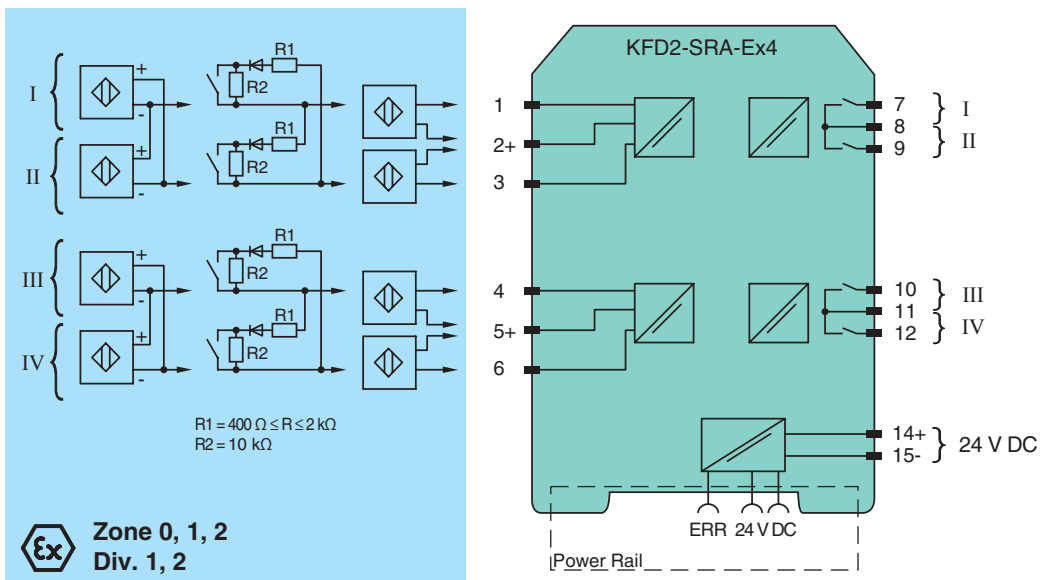 I
+
-
II
+
-
R1
R2
R1
R2
III
+
-
IV
+
-
R1
R2
R1
R2
R1 = 400 Ω ≤ R ≤ 2 kΩ
R2 = 10 kΩ
Ex
Zone 0, 1, 2
Div. 1, 2
KFD2-SRA-Ex4
1
2+
3
4
5+
6
7
8
9
I
II
10
11
12
III
IV
14+
15-
24 V DC
ERR 24 V DC
Power Rail